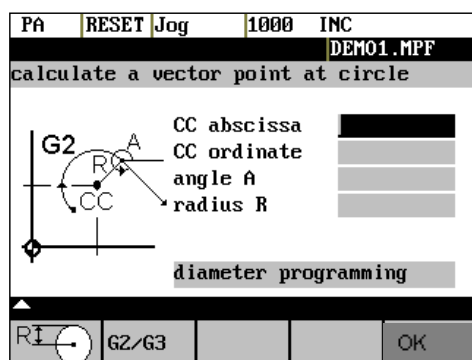 PA RESET Jog 1000 INC
DEMO1.MPF
calculate a vector point at circle
G2 A
R
CC
CC abscissa
CC ordinate
angle A
radius R
diameter programming
R G2/G3 OK